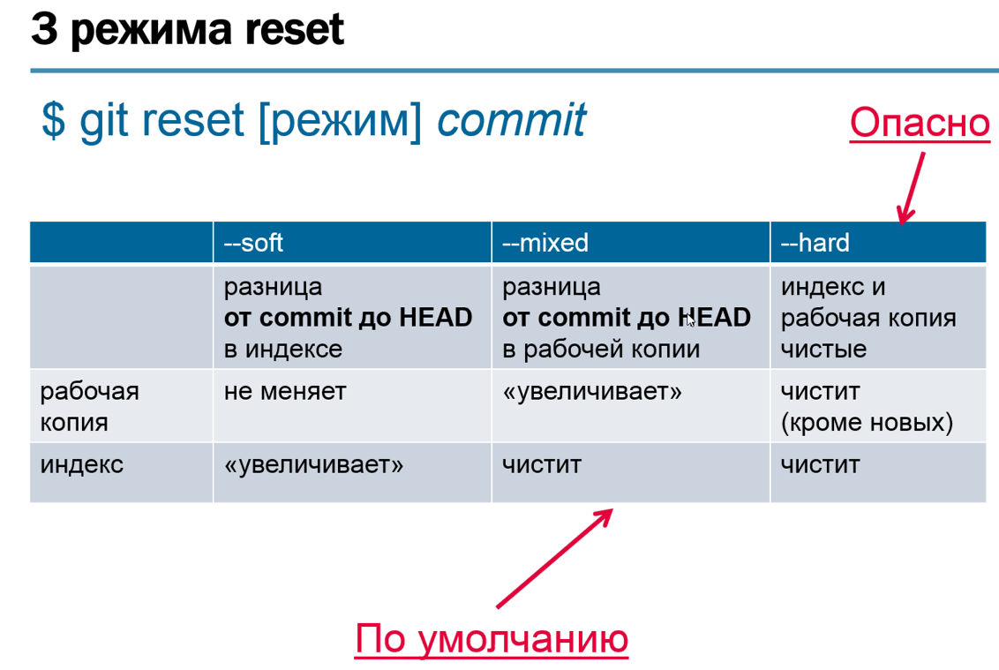 3 режима reset
$ git reset [режим] commit
Опасно
--soft
--mixed
--hard
разница
от commit до HEAD
в индексе
разница
от commit до HEAD
в рабочей копии
индекс и
рабочая копия
чистые
рабочая
копия
не меняет
«увеличивает»
чистит
(кроме новых)
индекс
«увеличивает»
чистит
чистит
По умолчанию